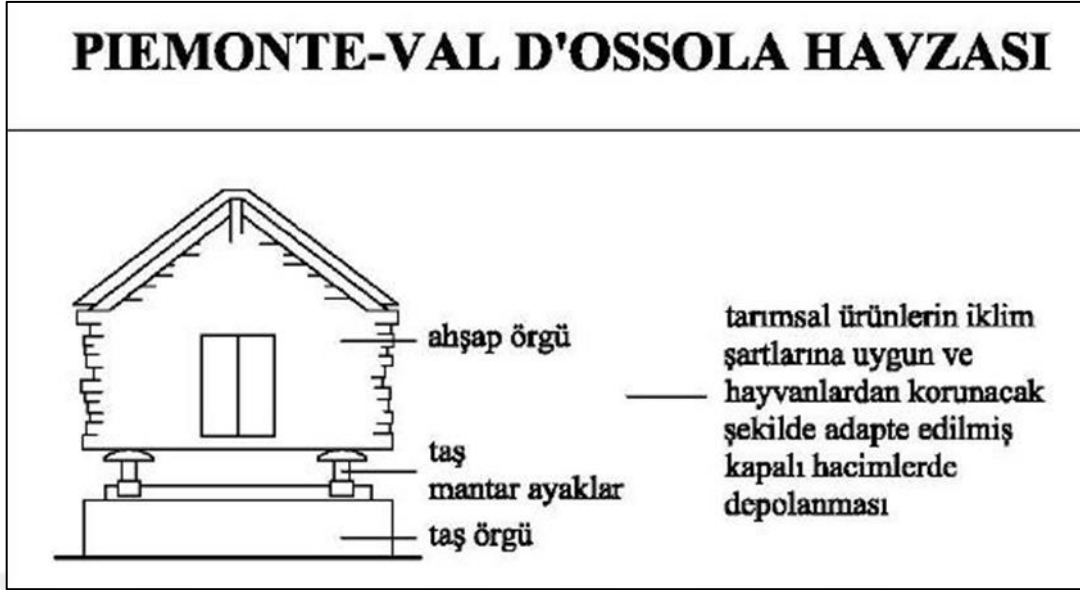 PIEMONTE-VAL D'OSSOLA HAVZASI
ahşap örgü
taş
mantar ayaklar
taş örgü
tarımsal ürünlerin iklim
şartlarına uygun ve
hayvanlardan korunacak
şekilde adapte edilmiş
kapalı hacimlerde
depolanması